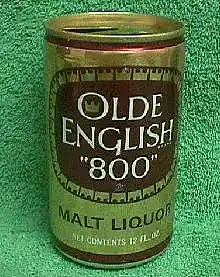 OLDE
ENGLISH
"800"
MALT LIQUOR
NET CONTENTS 12 FL. OZ.